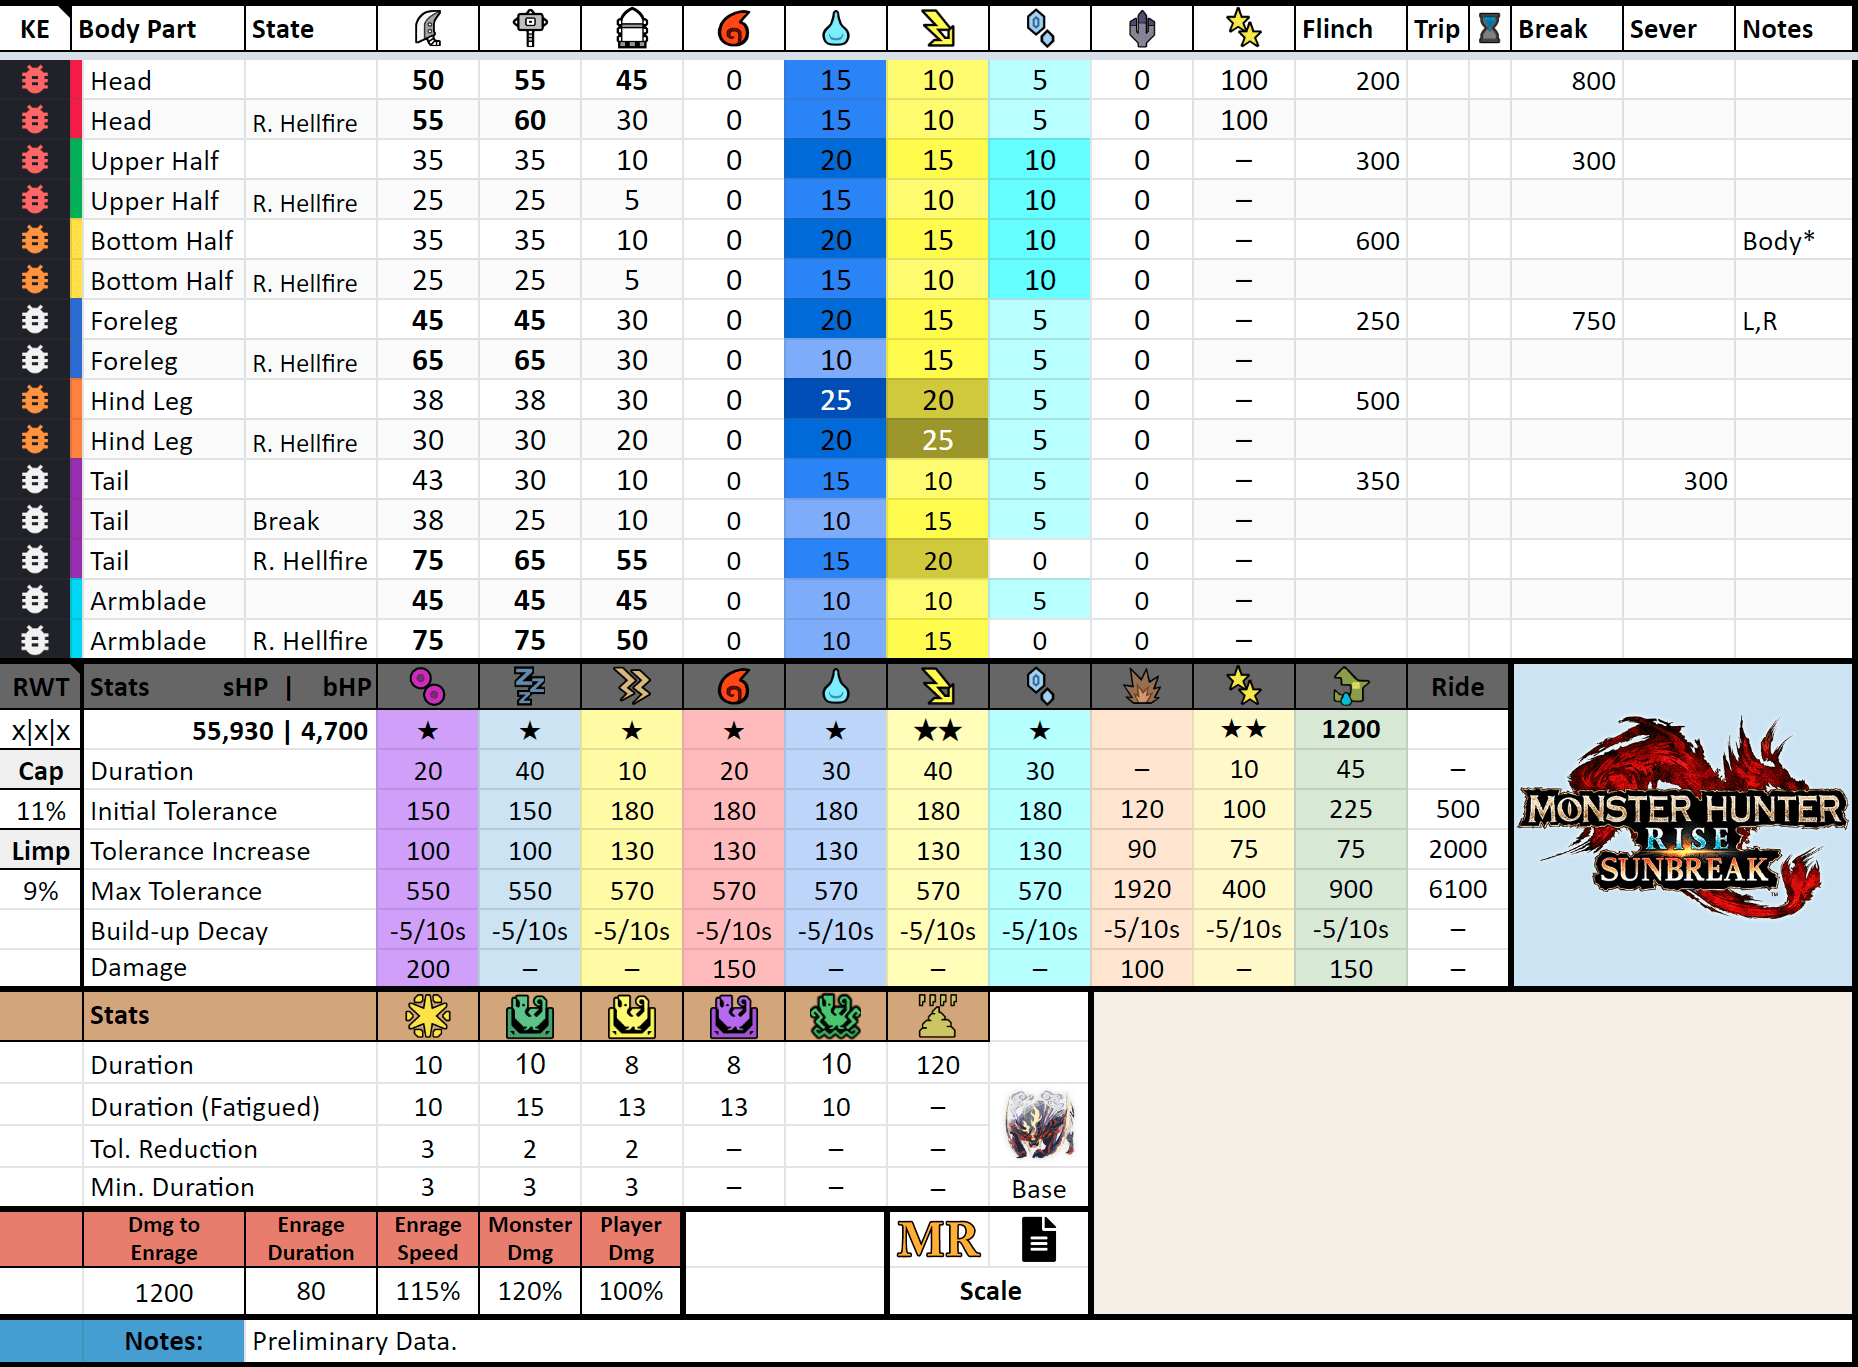 KE Body Part State Flinch Trip Break Sever Notes
Head 50 55 45 0 15 10 5 0 100 200 800
Head R. Hellfire 55 60 30 0 15 10 5 0 100
Upper Half 35 35 10 0 20 15 10 0 – 300 300
Upper Half R. Hellfire 25 25 5 0 15 10 10 0 –
Bottom Half 35 35 10 0 20 15 10 0 – 600 Body*
Bottom Half R. Hellfire 25 25 5 0 15 10 10 0 –
Foreleg 45 45 30 0 20 15 5 0 – 250 750 L,R
Foreleg R. Hellfire 65 65 30 0 10 15 5 0 –
Hind Leg 38 38 30 0 25 20 5 0 – 500
Hind Leg R. Hellfire 30 30 20 0 20 25 5 0 –
Tail 43 30 10 0 15 10 5 0 – 350 300
Tail Break 38 25 10 0 10 15 5 0 –
Tail R. Hellfire 75 65 55 0 15 20 0 0 –
Armblade 45 45 45 0 10 10 5 0 –
Armblade R. Hellfire 75 75 50 0 10 15 0 0 –
RWT Stats sHP | bHP Ride
x|x|x 55,930 | 4,700 ★ ★ ★ ★ ★ ★★ ★ ★★ 1200
Cap Duration 20 40 10 20 30 40 30 – 10 45 –
11% Initial Tolerance 150 150 180 180 180 180 180 120 100 225 500
Limp Tolerance Increase 100 100 130 130 130 130 130 90 75 75 2000
9% Max Tolerance 550 550 570 570 570 570 570 1920 400 900 6100
Build-up Decay -5/10s -5/10s -5/10s -5/10s -5/10s -5/10s -5/10s -5/10s -5/10s -5/10s –
Damage 200 – – 150 – – – 100 – 150 –
MONSTER HUNTER
RISE
SUNBREAK
TM
Stats
Duration 10 10 8 8 10 120
Duration (Fatigued) 10 15 13 13 10 –
Tol. Reduction 3 2 2 – – –
Min. Duration 3 3 3 – – – Base
Dmg to Enrage Enrage Duration Enrage Speed Monster Dmg Player Dmg MR
1200 80 115% 120% 100% Scale
Notes: Preliminary Data.